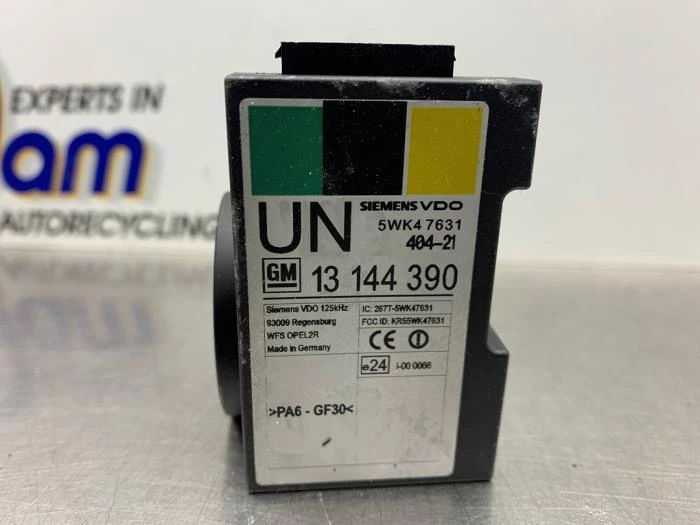 EXPERTS IN
am
AUTORECYCLING
SIEMENS VDO
UN
5WK4 7631
404-21
GM 13 144 390
Siemens VDO 125kHz
93009 Regensburg
WFS OPEL2R
Made in Germany
IC: 267T-5WK47631
FCC ID: KR55WK47631
CE
e24 I-00 0066
>PA6 - GF30<